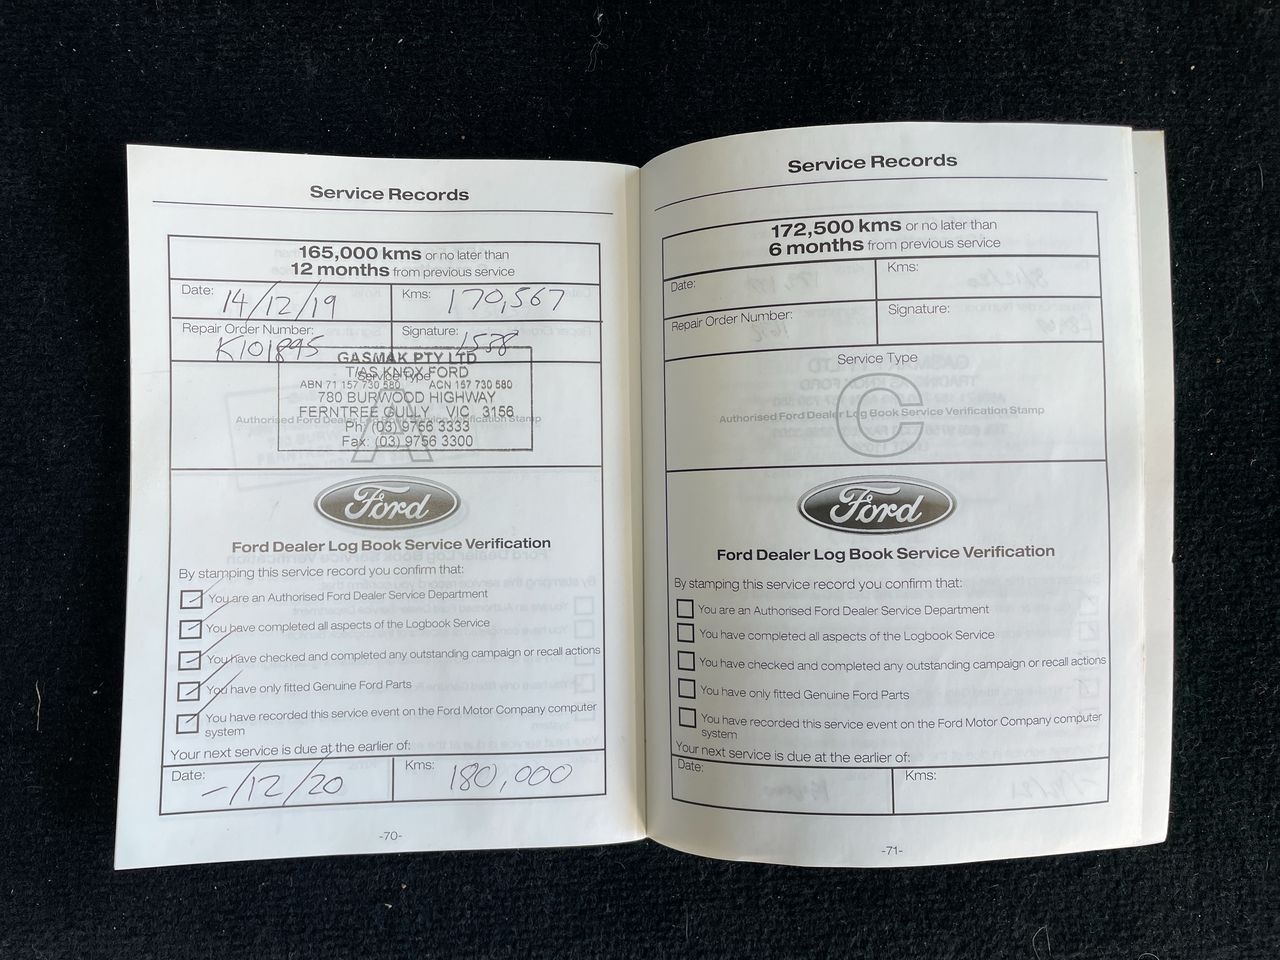 Service Records
165,000 kms or no later than
12 months from previous service
Date: 14/12/19
Kms: 170,567
Repair Order Number: K101895
Signature: 1538
GASMAK PTY LTD
T/AS KNOX FORD
Service Type
ABN 71 157 730 580 ACN 157 730 580
780 BURWOOD HIGHWAY
FERNTREE GULLY VIC 3156
Authorised Ford Dealer Log Book Service Verification Stamp
A
Ph: (03) 9756 3333
Fax: (03) 9756 3300
Ford
Ford Dealer Log Book Service Verification
By stamping this service record you confirm that:
You are an Authorised Ford Dealer Service Department
You have completed all aspects of the Logbook Service
You have checked and completed any outstanding campaign or recall actions
You have only fitted Genuine Ford Parts
You have recorded this service event on the Ford Motor Company computer
system
Your next service is due at the earlier of:
Date: -/12/20
Kms: 180,000
-70-
Service Records
172,500 kms or no later than
6 months from previous service
Date:
Kms:
Repair Order Number:
Signature:
Service Type
C
Authorised Ford Dealer Log Book Service Verification Stamp
Ford
Ford Dealer Log Book Service Verification
By stamping this service record you confirm that:
You are an Authorised Ford Dealer Service Department
You have completed all aspects of the Logbook Service
You have checked and completed any outstanding campaign or recall actions
You have only fitted Genuine Ford Parts
You have recorded this service event on the Ford Motor Company computer
system
Your next service is due at the earlier of:
Date:
Kms:
-71-